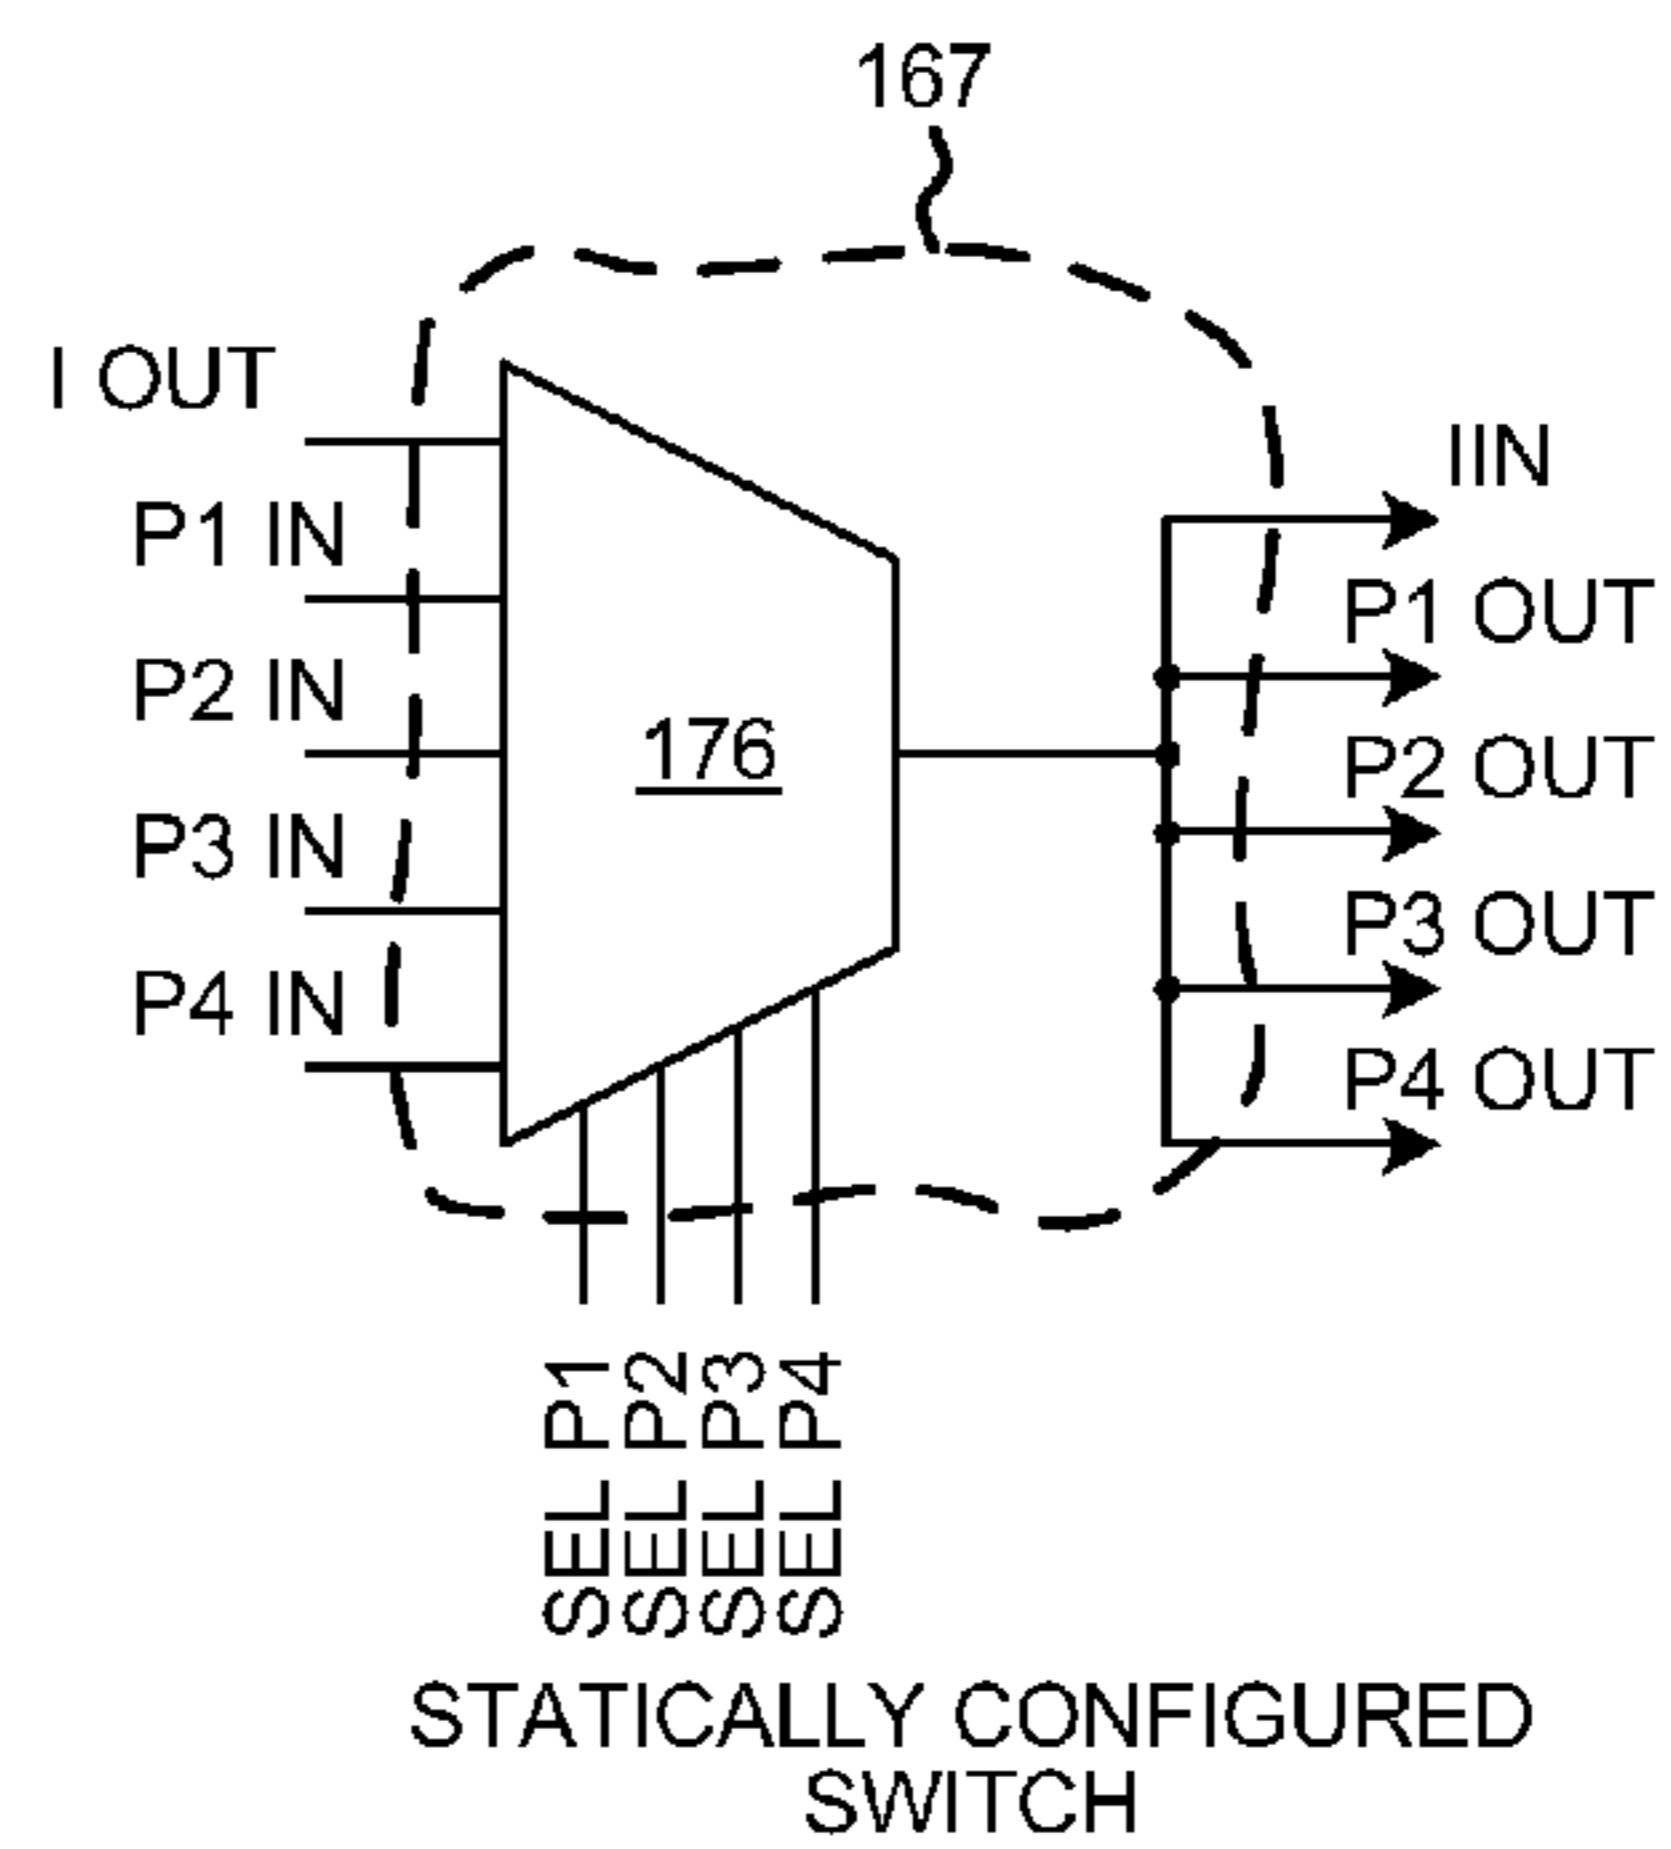 167
I OUT
P1 IN
P2 IN
P3 IN
P4 IN
176
IIN
P1 OUT
P2 OUT
P3 OUT
P4 OUT
SEL P1
SEL P2
SEL P3
SEL P4
STATICALLY CONFIGURED
SWITCH